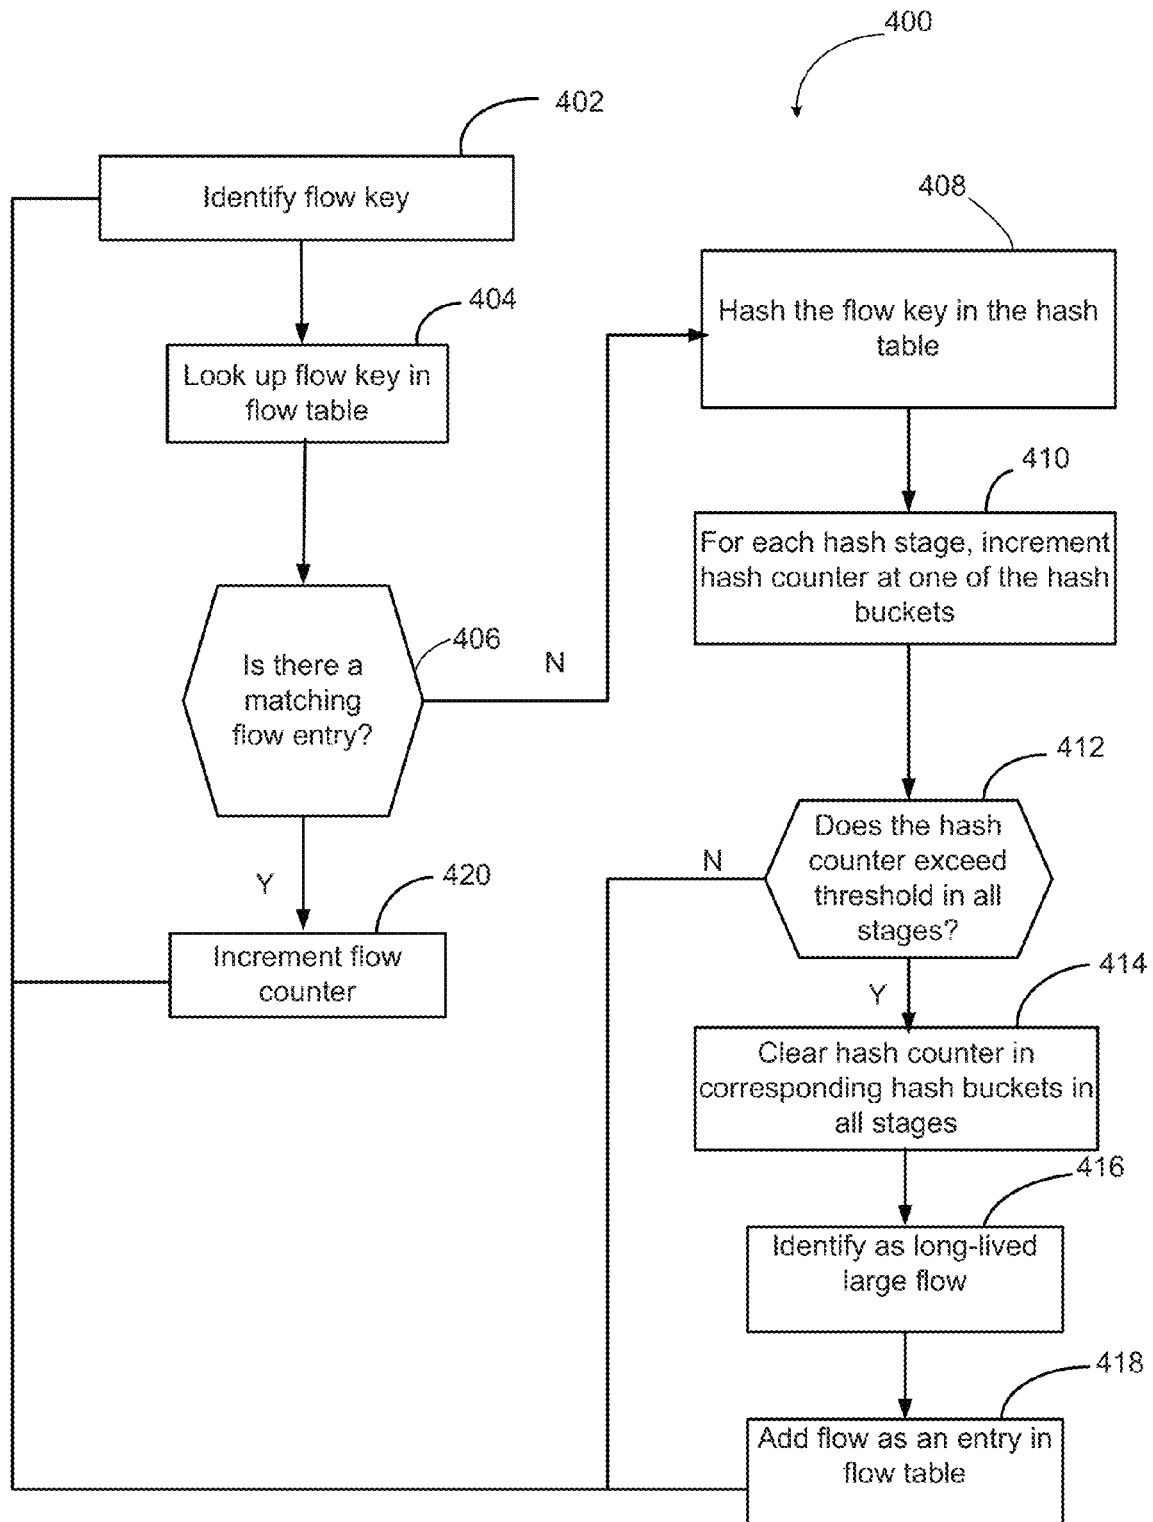 400
402
Identify flow key
404
Look up flow key in
flow table
406
Is there a
matching
flow entry?
N
Y
420
Increment flow
counter
408
Hash the flow key in the hash
table
410
For each hash stage, increment
hash counter at one of the hash
buckets
412
Does the hash
counter exceed
threshold in all
stages?
N
Y
414
Clear hash counter in
corresponding hash buckets in
all stages
416
Identify as long-lived
large flow
418
Add flow as an entry in
flow table